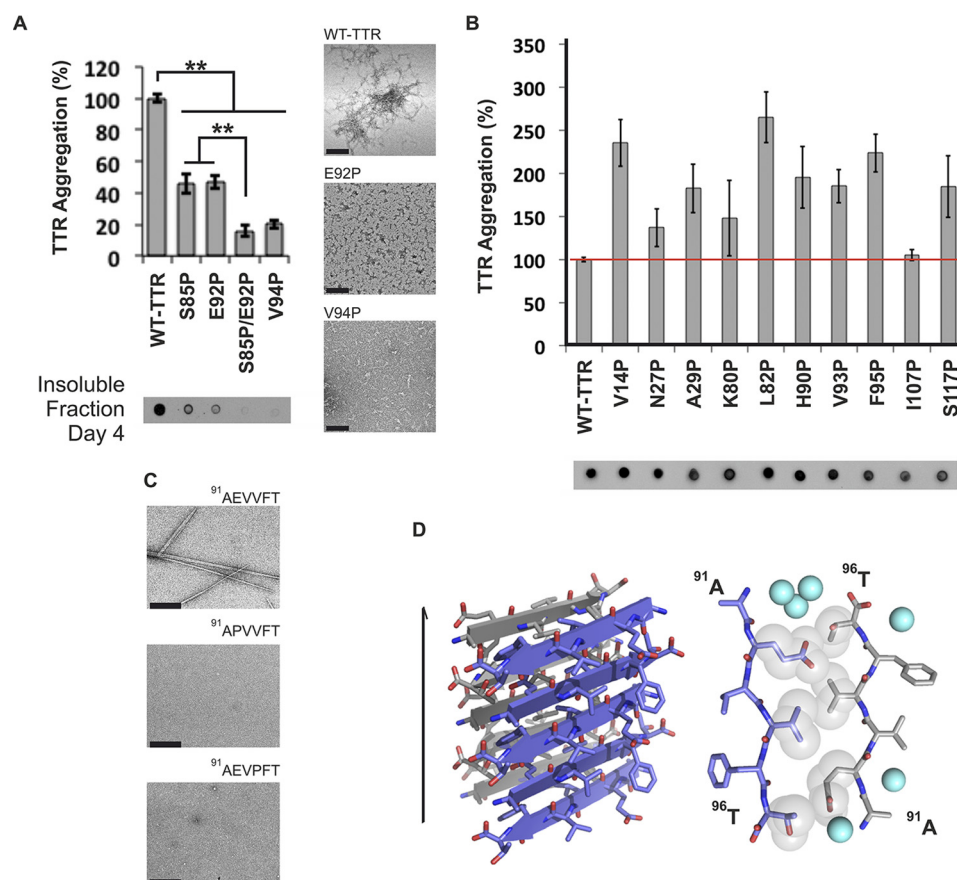 A
TTR Aggregation (%)
120
100
80
60
40
20
0
**
**
WT-TTR
S85P
E92P
S85P/E92P
V94P
Insoluble
Fraction
Day 4
WT-TTR
E92P
V94P
B
TTR Aggregation (%)
350
300
250
200
150
100
50
0
WT-TTR
V14P
N27P
A29P
K80P
L82P
H90P
V93P
F95P
I107P
S117P
C
⁹¹AEVVFT
⁹¹APVVFT
⁹¹AEVPFT
D
⁹¹A
⁹⁶T
⁹⁶T
⁹¹A